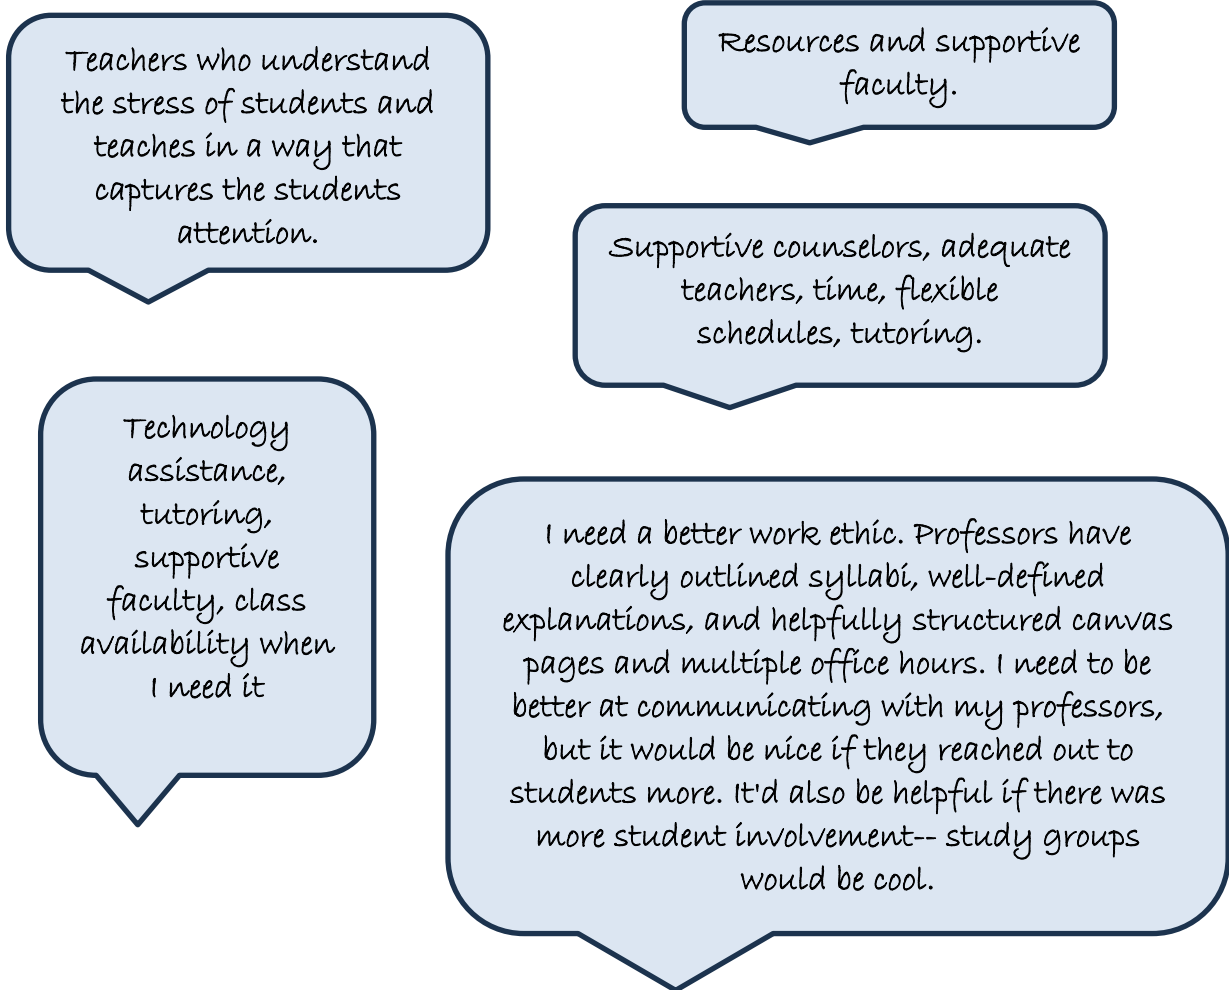 Teachers who understand
the stress of students and
teaches in a way that
captures the students
attention.
Resources and supportive
faculty.
Supportive counselors, adequate
teachers, time, flexible
schedules, tutoring.
Technology
assistance,
tutoring,
supportive
faculty, class
availability when
I need it
I need a better work ethic. Professors have
clearly outlined syllabi, well-defined
explanations, and helpfully structured canvas
pages and multiple office hours. I need to be
better at communicating with my professors,
but it would be nice if they reached out to
students more. It'd also be helpful if there was
more student involvement-- study groups
would be cool.